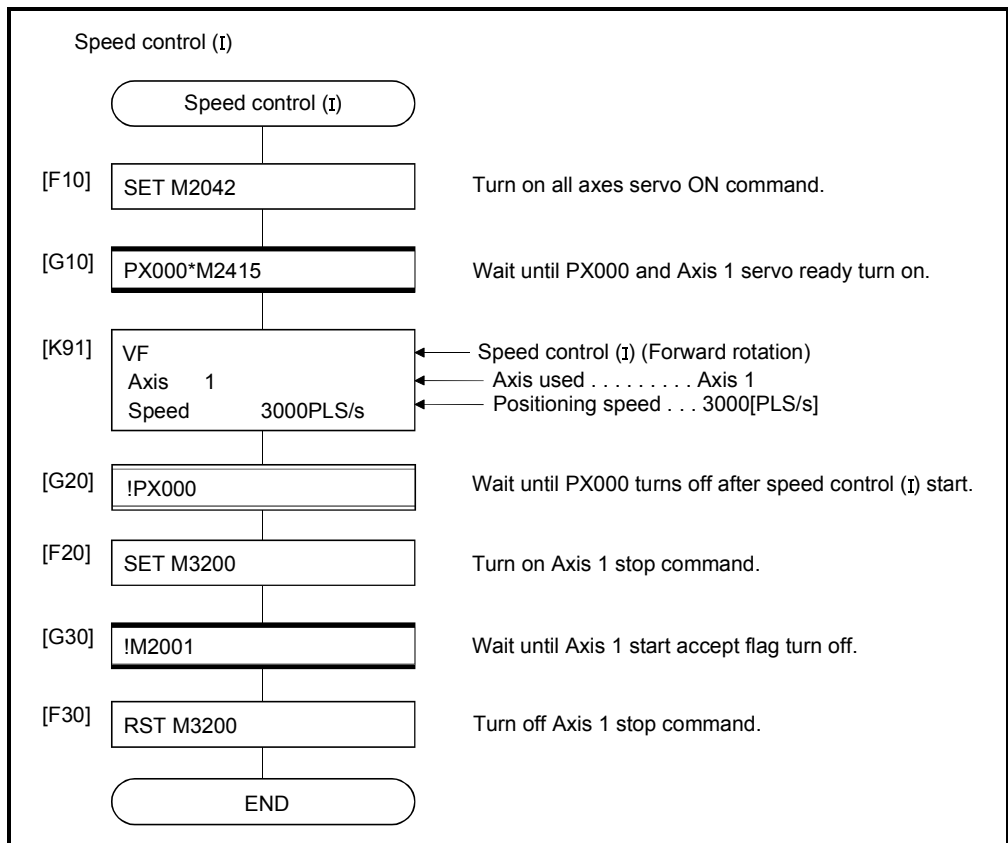 Speed control (I)
Speed control (I)
[F10] SET M2042 Turn on all axes servo ON command.
[G10] PX000*M2415 Wait until PX000 and Axis 1 servo ready turn on.
[K91] VF Speed control (I) (Forward rotation)
Axis 1 Axis used . . . . . . . . . Axis 1
Speed 3000PLS/s Positioning speed . . . 3000[PLS/s]
[G20] !PX000 Wait until PX000 turns off after speed control (I) start.
[F20] SET M3200 Turn on Axis 1 stop command.
[G30] !M2001 Wait until Axis 1 start accept flag turn off.
[F30] RST M3200 Turn off Axis 1 stop command.
END